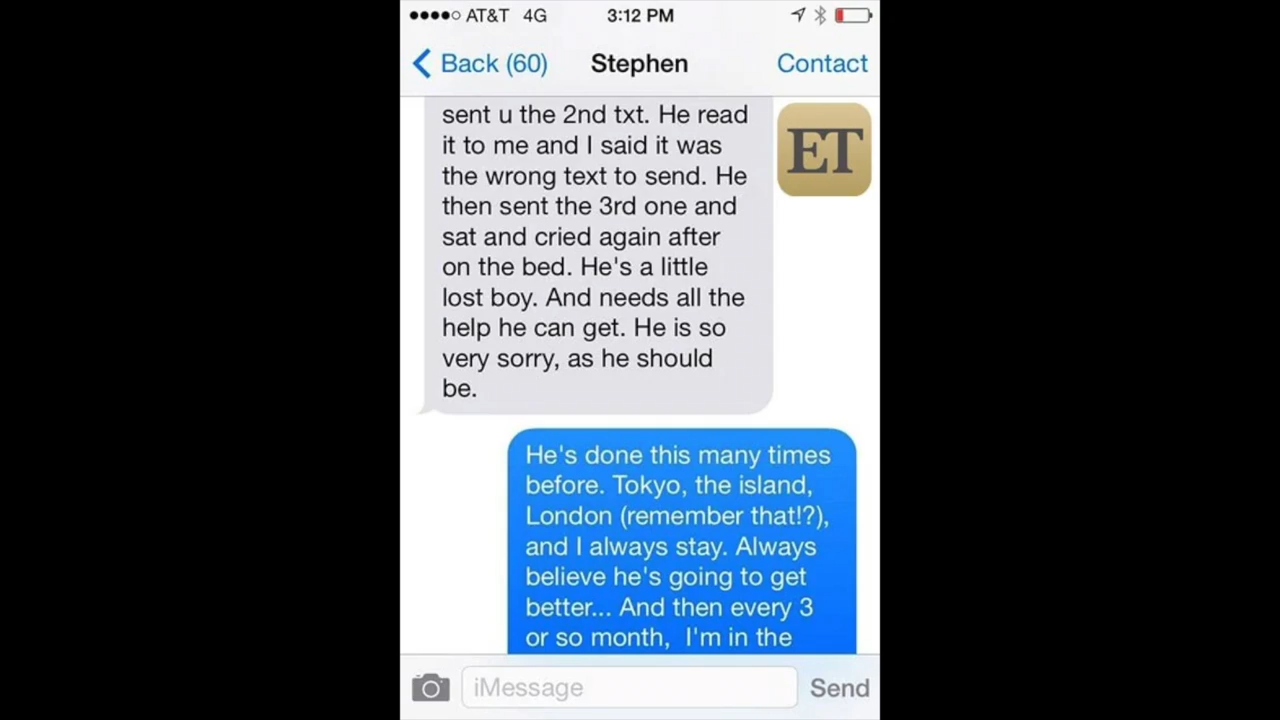 AT&T 4G 3:12 PM
Back (60) Stephen Contact
sent u the 2nd txt. He read
it to me and I said it was
the wrong text to send. He
then sent the 3rd one and
sat and cried again after
on the bed. He's a little
lost boy. And needs all the
help he can get. He is so
very sorry, as he should
be.
ET
He's done this many times
before. Tokyo, the island,
London (remember that!?),
and I always stay. Always
believe he's going to get
better... And then every 3
or so month,  I'm in the
iMessage Send